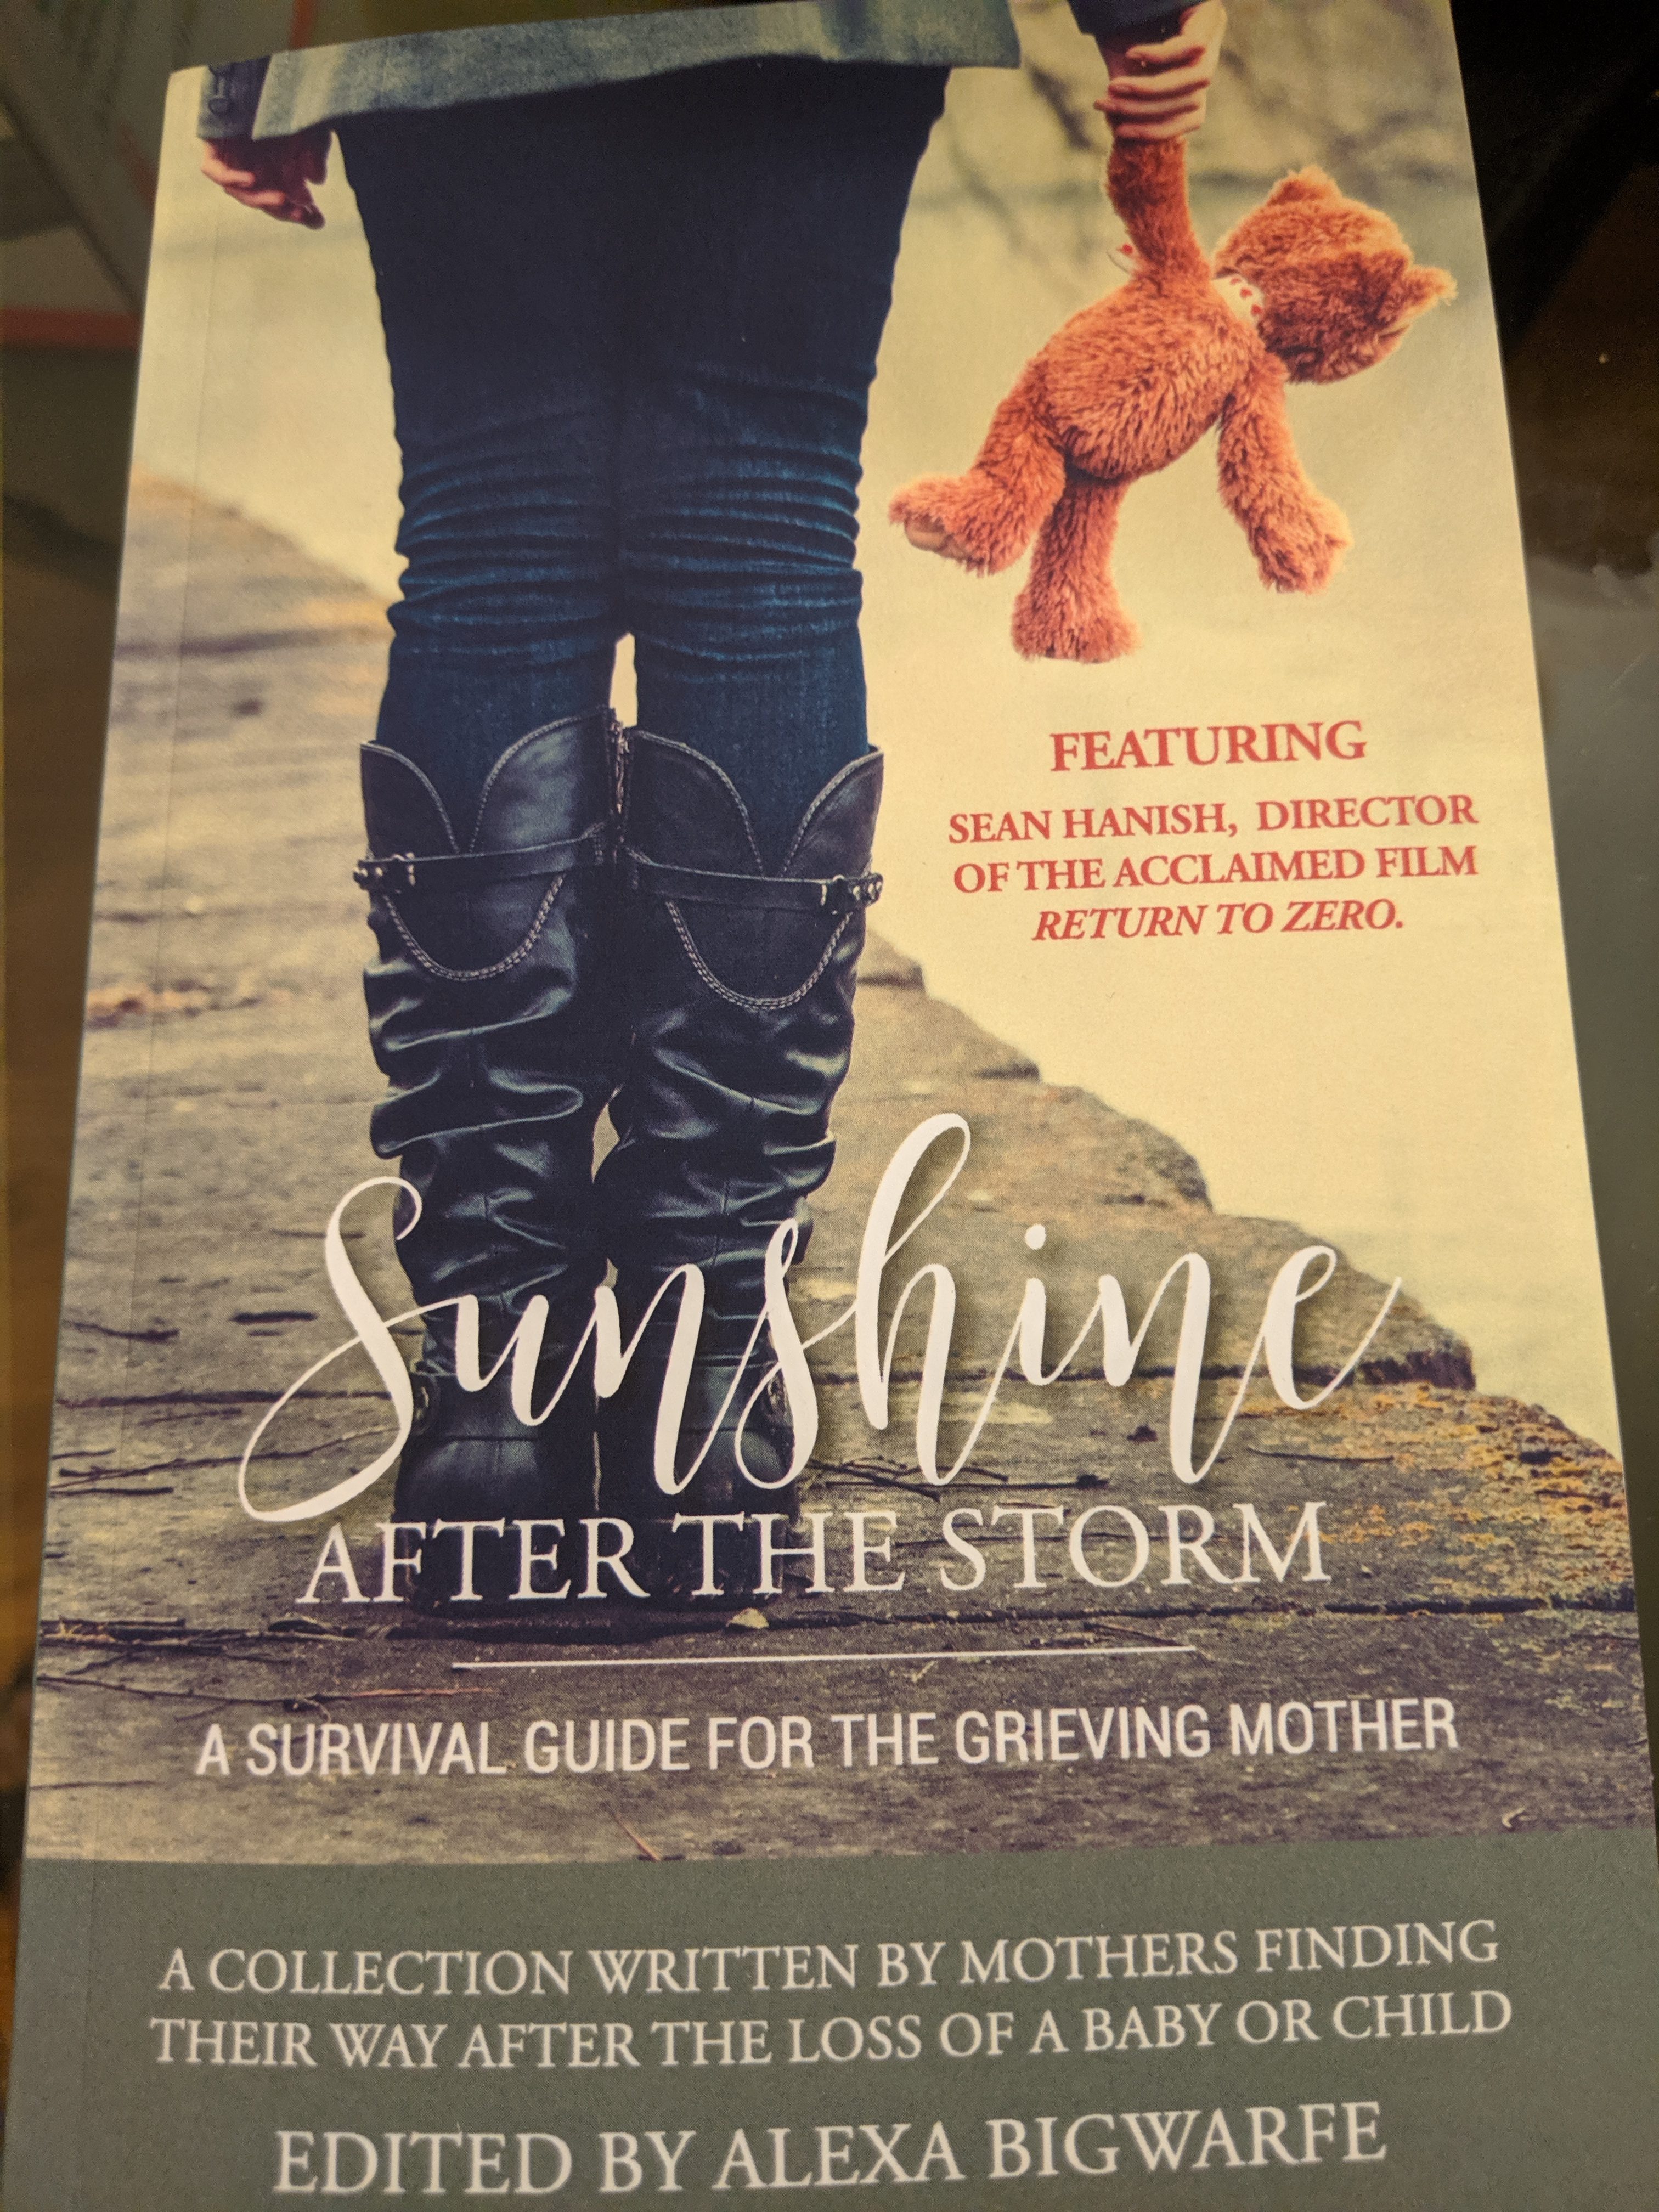 FEATURING
SEAN HANISH, DIRECTOR
OF THE ACCLAIMED FILM
RETURN TO ZERO.
Sunshine
AFTER THE STORM
A SURVIVAL GUIDE FOR THE GRIEVING MOTHER
A COLLECTION WRITTEN BY MOTHERS FINDING
THEIR WAY AFTER THE LOSS OF A BABY OR CHILD
EDITED BY ALEXA BIGWARFE